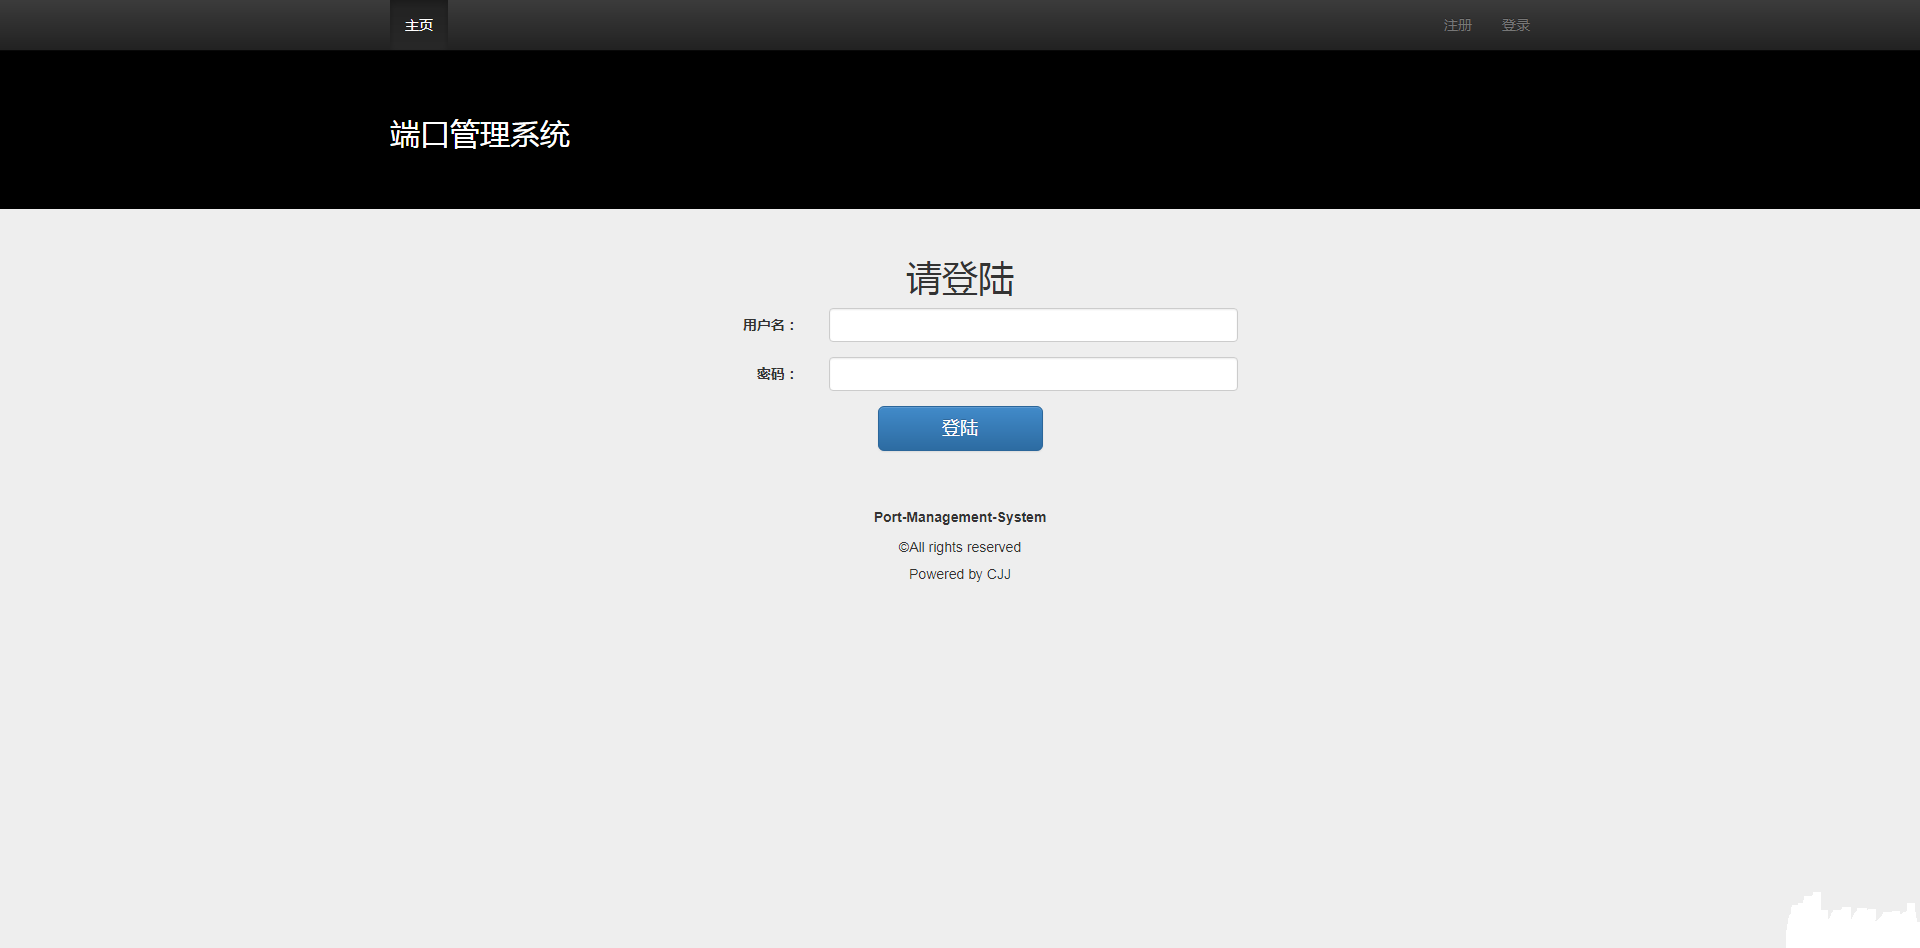 主页
注册
登录
端口管理系统
请登陆
用户名：
密码：
登陆
Port-Management-System
©All rights reserved
Powered by CJJ